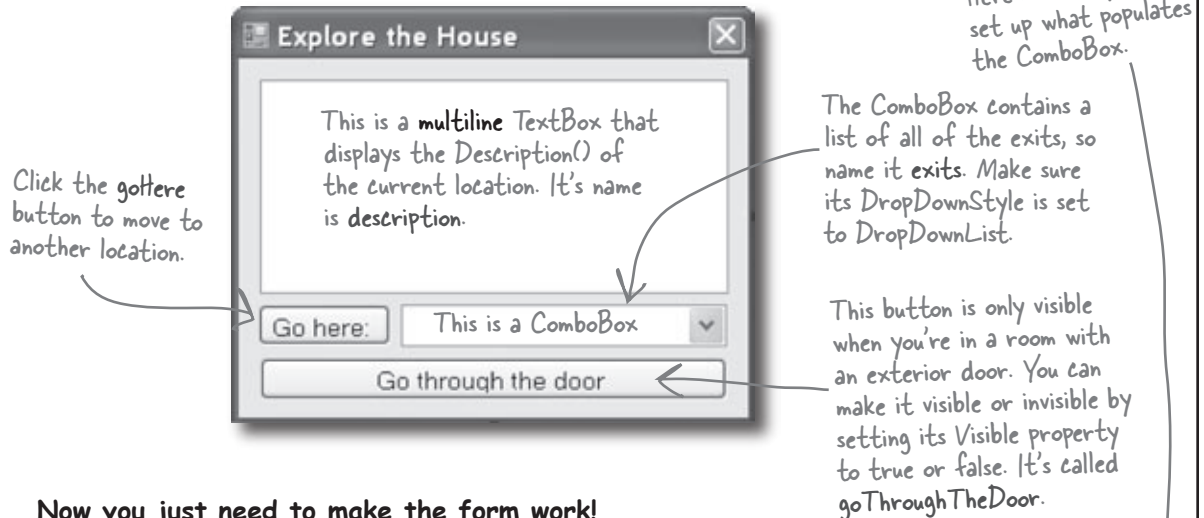 set up what populates
the ComboBox.
Explore the House
This is a multiline TextBox that
displays the Description() of
the current location. It's name
is description.
Click the goHere
button to move to
another location.
The ComboBox contains a
list of all of the exits, so
name it exits. Make sure
its DropDownStyle is set
to DropDownList.
Go here:
This is a ComboBox
Go through the door
This button is only visible
when you're in a room with
an exterior door. You can
make it visible or invisible by
setting its Visible property
to true or false. It's called
goThroughTheDoor.
Now you just need to make the form work!